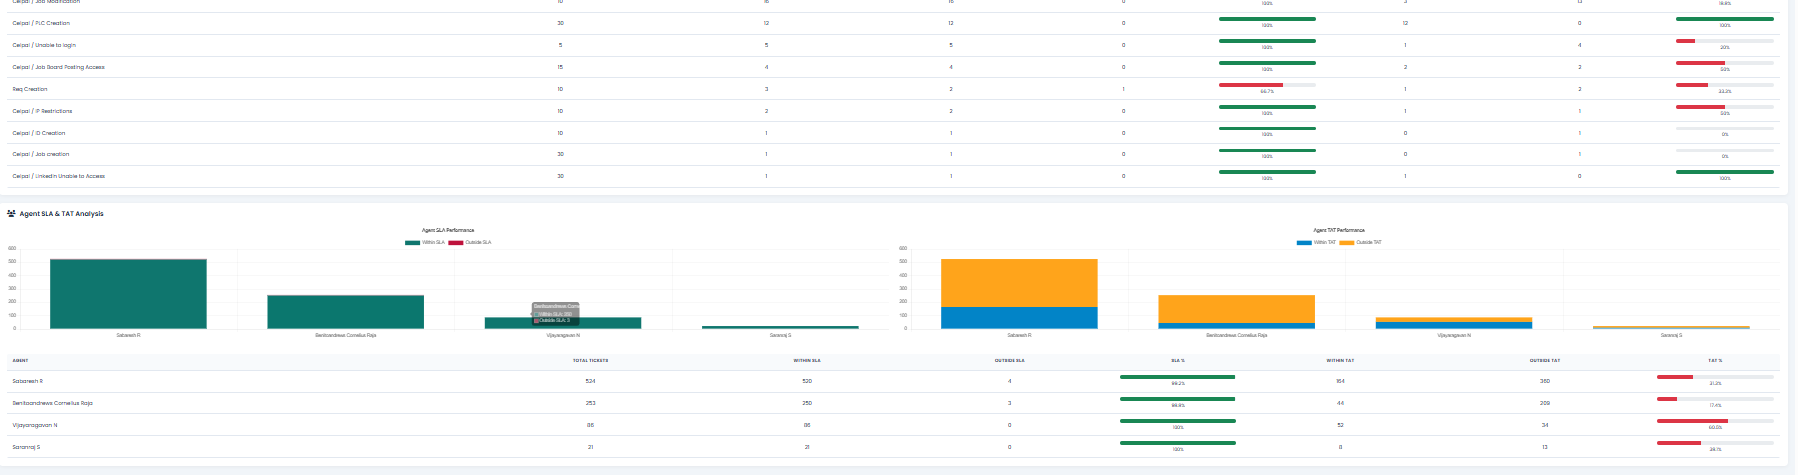 Ceipal / Job Modification 10 16 16 0 100% 3 13 18.8%
Ceipal / PLC Creation 30 12 12 0 100% 12 0 100%
Ceipal / Unable to login 5 5 5 0 100% 1 4 20%
Ceipal / Job Board Posting Access 15 4 4 0 100% 2 2 50%
Req Creation 10 3 2 1 66.7% 1 2 33.3%
Ceipal / IP Restrictions 10 2 2 0 100% 1 1 50%
Ceipal / ID Creation 10 1 1 0 100% 0 1 0%
Ceipal / Job creation 30 1 1 0 100% 0 1 0%
Ceipal / LinkedIn Unable to Access 30 1 1 0 100% 1 0 100%
Agent SLA & TAT Analysis
Agent SLA Performance
Within SLA Outside SLA
600
500
400
300
200
100
0
Benitoandrews Corne
Within SLA: 250
Outside SLA: 3
Sabaresh R Benitoandrews Cornelius Raja Vijayaragavan N Saranraj S
Agent TAT Performance
Within TAT Outside TAT
600
500
400
300
200
100
0
Sabaresh R Benitoandrews Cornelius Raja Vijayaragavan N Saranraj S
AGENT TOTAL TICKETS WITHIN SLA OUTSIDE SLA SLA % WITHIN TAT OUTSIDE TAT TAT %
Sabaresh R 524 520 4 99.2% 164 360 31.3%
Benitoandrews Cornelius Raja 253 250 3 98.8% 44 209 17.4%
Vijayaragavan N 86 86 0 100% 52 34 60.5%
Saranraj S 21 21 0 100% 8 13 38.1%